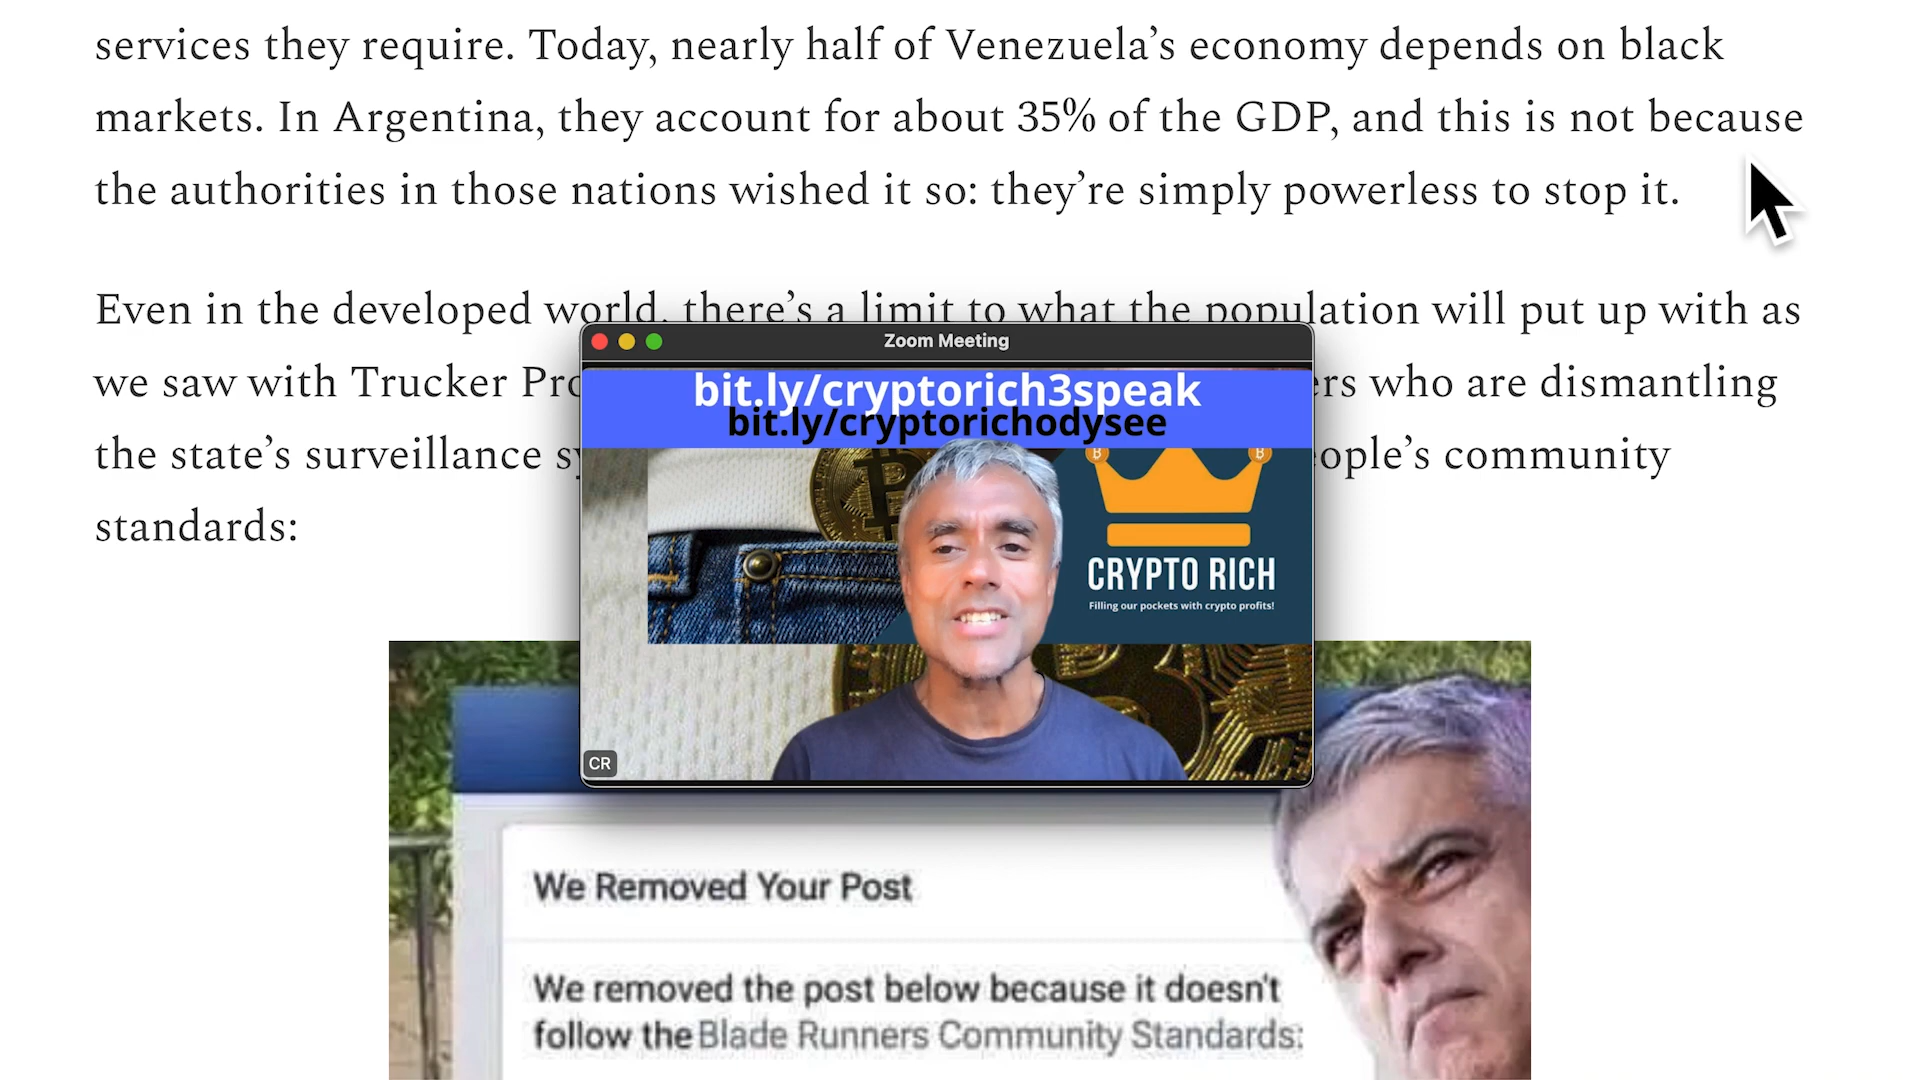 services they require. Today, nearly half of Venezuela’s economy depends on black
markets. In Argentina, they account for about 35% of the GDP, and this is not because
the authorities in those nations wished it so: they’re simply powerless to stop it.
Even in the developed world, there’s a limit to what the population will put up with as
we saw with Trucker who are dismantling
the state’s surveillance community
standards:
Zoom Meeting
bit.ly/cryptorich3speak
bit.ly/cryptorichodysee
CRYPTO RICH
Filling our pockets with crypto profits!
CR
We Removed Your Post
We removed the post below because it doesn't
follow the Blade Runners Community Standards: